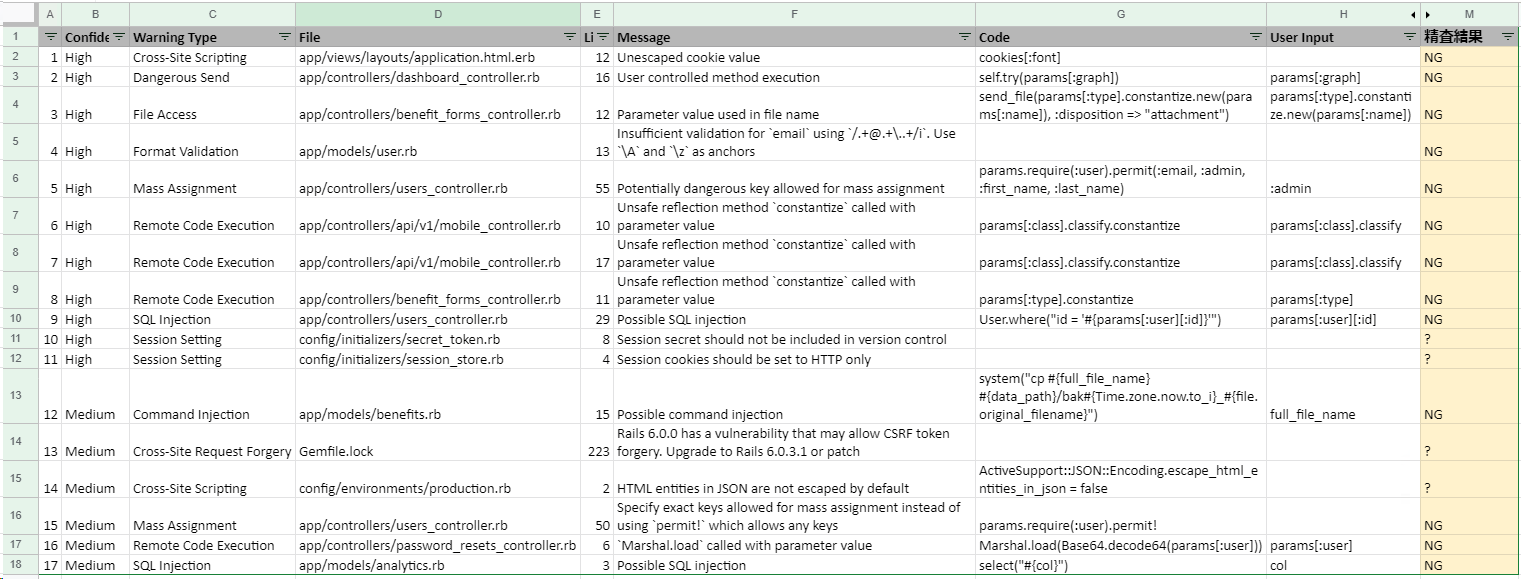 A B C D E F G H M
1 Confide Warning Type File Li Message Code User Input 精査結果
2 1 High Cross-Site Scripting app/views/layouts/application.html.erb 12 Unescaped cookie value cookies[:font] NG
3 2 High Dangerous Send app/controllers/dashboard_controller.rb 16 User controlled method execution self.try(params[:graph]) params[:graph] NG
4 send_file(params[:type].constantize.new(para params[:type].constanti
3 High File Access app/controllers/benefit_forms_controller.rb 12 Parameter value used in file name ms[:name]), :disposition => "attachment") ze.new(params[:name]) NG
5 Insufficient validation for `email` using `/.+@.+\..+/i`. Use
4 High Format Validation app/models/user.rb 13 `\A` and `\z` as anchors NG
6 params.require(:user).permit(:email, :admin,
5 High Mass Assignment app/controllers/users_controller.rb 55 Potentially dangerous key allowed for mass assignment :first_name, :last_name) :admin NG
7 Unsafe reflection method `constantize` called with
6 High Remote Code Execution app/controllers/api/v1/mobile_controller.rb 10 parameter value params[:class].classify.constantize params[:class].classify NG
8 Unsafe reflection method `constantize` called with
7 High Remote Code Execution app/controllers/api/v1/mobile_controller.rb 17 parameter value params[:class].classify.constantize params[:class].classify NG
9 Unsafe reflection method `constantize` called with
8 High Remote Code Execution app/controllers/benefit_forms_controller.rb 11 parameter value params[:type].constantize params[:type] NG
10 9 High SQL Injection app/controllers/users_controller.rb 29 Possible SQL injection User.where("id = '#{params[:user][:id]}'") params[:user][:id] NG
11 10 High Session Setting config/initializers/secret_token.rb 8 Session secret should not be included in version control ?
12 11 High Session Setting config/initializers/session_store.rb 4 Session cookies should be set to HTTP only ?
system("cp #{full_file_name}
13 #{data_path}/bak#{Time.zone.now.to_i}_#{file.
12 Medium Command Injection app/models/benefits.rb 15 Possible command injection original_filename}") full_file_name NG
14 Rails 6.0.0 has a vulnerability that may allow CSRF token
13 Medium Cross-Site Request Forgery Gemfile.lock 223 forgery. Upgrade to Rails 6.0.3.1 or patch ?
15 ActiveSupport::JSON::Encoding.escape_html_e
14 Medium Cross-Site Scripting config/environments/production.rb 2 HTML entities in JSON are not escaped by default ntities_in_json = false ?
16 Specify exact keys allowed for mass assignment instead of
15 Medium Mass Assignment app/controllers/users_controller.rb 50 using `permit!` which allows any keys params.require(:user).permit! NG
17 16 Medium Remote Code Execution app/controllers/password_resets_controller.rb 6 `Marshal.load` called with parameter value Marshal.load(Base64.decode64(params[:user])) params[:user] NG
18 17 Medium SQL Injection app/models/analytics.rb 3 Possible SQL injection select("#{col}") col NG